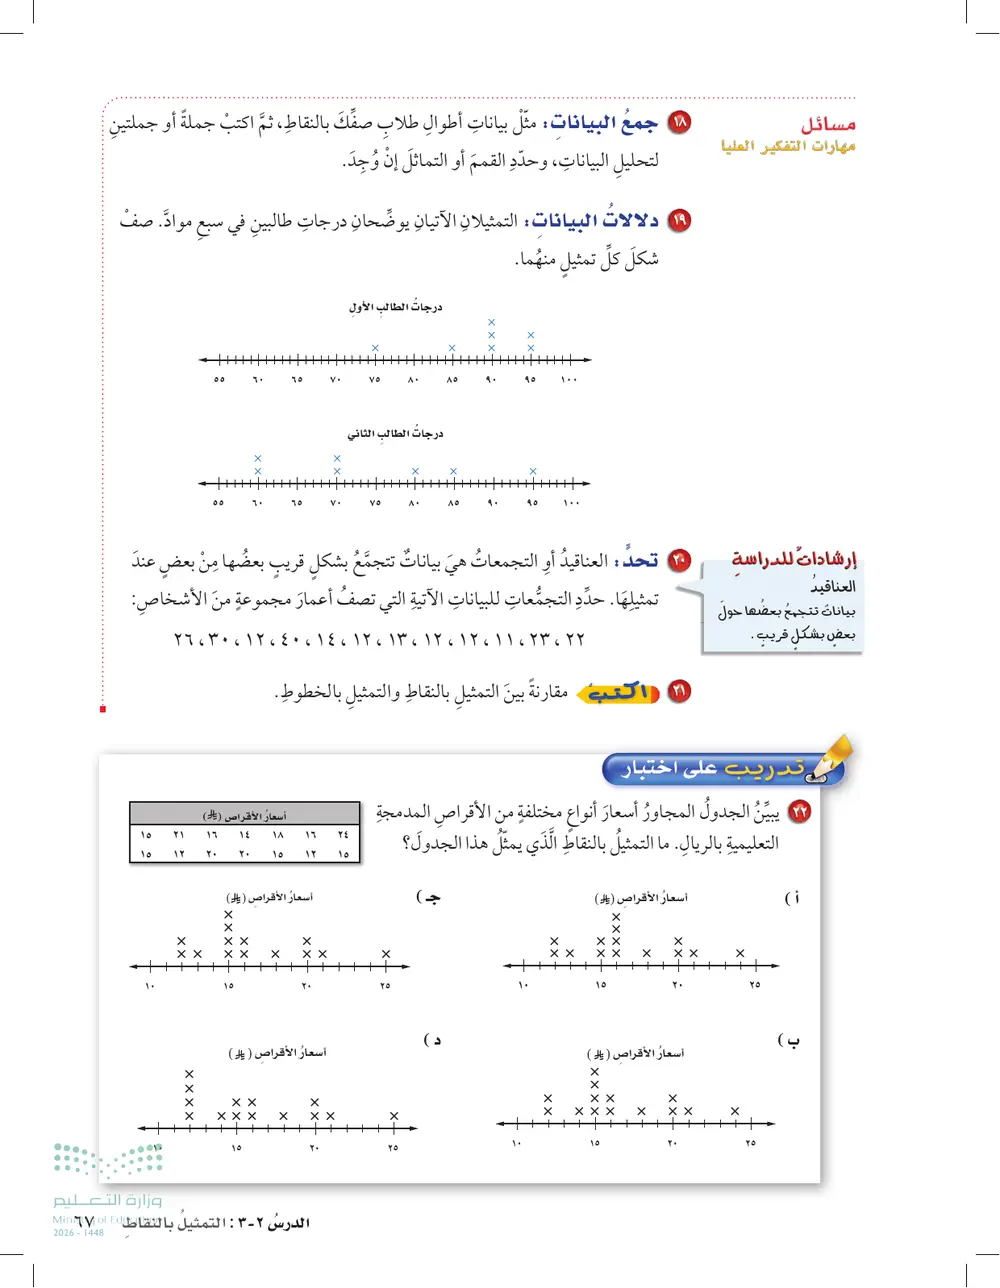 مسائل
مهارات التفكير العليا
١٨ جمعُ البياناتِ: مثّلْ بياناتِ أطوالِ طلابِ صفِّكَ بالنقاطِ، ثمَّ اكتبْ جملةً أو جملتينِ
لتحليلِ البياناتِ، وحدّدِ القممَ أو التماثلَ إنْ وُجِدَ.
١٩ دلالاتُ البياناتِ: التمثيلانِ الآتيانِ يوضِّحانِ درجاتِ طالبينِ في سبعِ موادَّ. صفْ
شكلَ كلِّ تمثيلٍ منهُما.
درجاتُ الطالبِ الأولِ
٥٥ ٦٠ ٦٥ ٧٠ ٧٥ ٨٠ ٨٥ ٩٠ ٩٥ ١٠٠
درجاتُ الطالبِ الثاني
٥٥ ٦٠ ٦٥ ٧٠ ٧٥ ٨٠ ٨٥ ٩٠ ٩٥ ١٠٠
إرشاداتٌ للدراسةِ
العناقيدُ
بياناتٌ تتجمعُ بعضُها حولَ
بعضٍ بشكلٍ قريبٍ.
٢٠ تحدٍّ: العناقيدُ أوِ التجمعاتُ هيَ بياناتٌ تتجمَّعُ بشكلٍ قريبٍ بعضُها مِنْ بعضٍ عندَ
تمثيلِهَا. حدِّدِ التجمُّعاتِ للبياناتِ الآتيةِ التي تصفُ أعمارَ مجموعةٍ منَ الأشخاصِ:
٢٢ ، ٢٣ ، ١١ ، ١٢ ، ١٢ ، ١٣ ، ١٢ ، ١٤ ، ٤٠ ، ١٢ ، ٣٠ ، ٢٦
٢١ اكتب مقارنةً بينَ التمثيلِ بالنقاطِ والتمثيلِ بالخطوطِ.
تدريب على اختبار
٢٢ يبيِّنُ الجدولُ المجاورُ أسعارَ أنواعٍ مختلفةٍ من الأقراصِ المدمجةِ
التعليميةِ بالريالِ. ما التمثيلُ بالنقاطِ الَّذَي يمثّلُ هذا الجدولَ؟
أسعارُ الأقراصِ (⃁)
٢٤ ١٦ ١٨ ١٤ ١٦ ٢١ ١٥
١٥ ١٢ ١٥ ٢٠ ٢٠ ١٢ ١٥
أ ) أسعارُ الأقراصِ (⃁)
١٠ ١٥ ٢٠ ٢٥
جـ ) أسعارُ الأقراصِ (⃁)
١٠ ١٥ ٢٠ ٢٥
ب ) أسعارُ الأقراصِ (⃁)
١٠ ١٥ ٢٠ ٢٥
د ) أسعارُ الأقراصِ (⃁)
١٠ ١٥ ٢٠ ٢٥
وزارة التعليم
Ministry of Education
2026 - 1448
الدرسُ ٢-٣ : التمثيلُ بالنقاطِ ٦٧